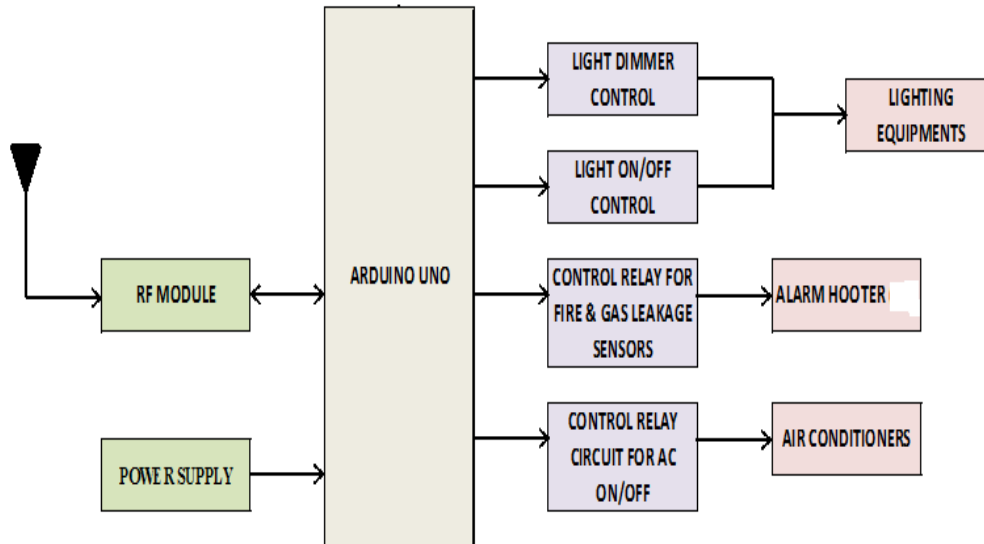 LIGHT DIMMER
CONTROL
LIGHTING
EQUIPMENTS
LIGHT ON/OFF
CONTROL
RF MODULE
ARDUINO UNO
CONTROL RELAY FOR
FIRE & GAS LEAKAGE
SENSORS
ALARM HOOTER
POWER SUPPLY
CONTROL RELAY
CIRCUIT FOR AC
ON/OFF
AIR CONDITIONERS